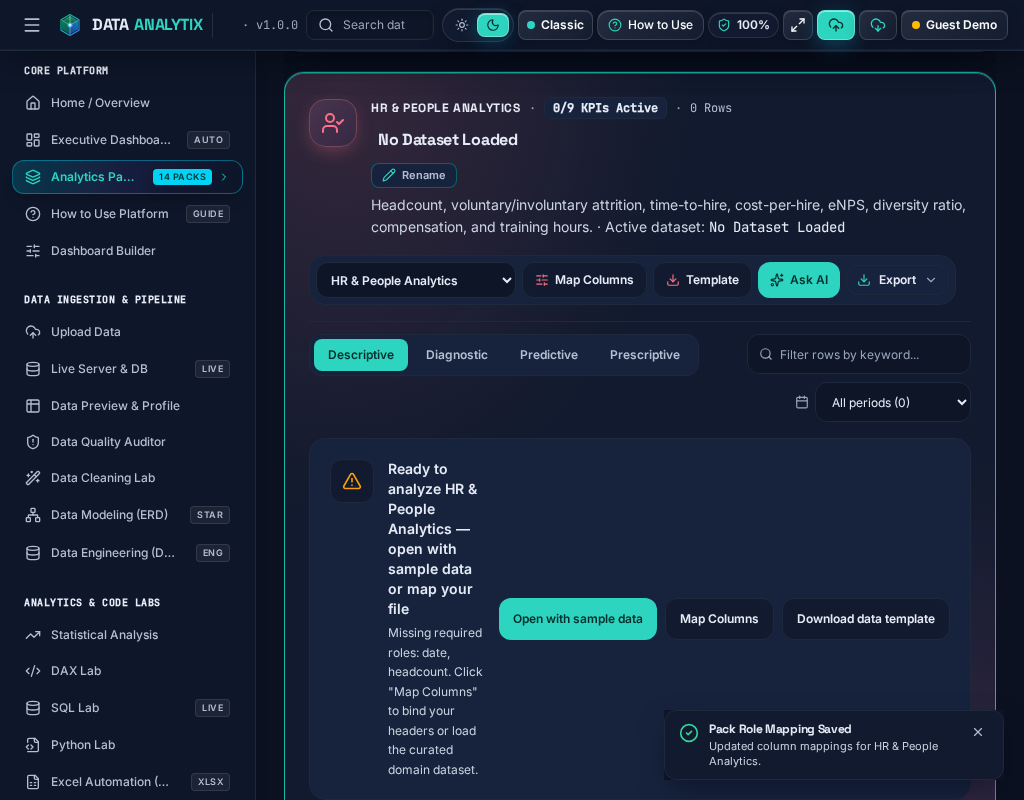 DATA ANALYTIX
· v1.0.0
Search dat
Classic
How to Use
100%
Guest Demo
CORE PLATFORM
Home / Overview
Executive Dashboa... AUTO
Analytics Pa... 14 PACKS
How to Use Platform GUIDE
Dashboard Builder
DATA INGESTION & PIPELINE
Upload Data
Live Server & DB LIVE
Data Preview & Profile
Data Quality Auditor
Data Cleaning Lab
Data Modeling (ERD) STAR
Data Engineering (D... ENG
ANALYTICS & CODE LABS
Statistical Analysis
DAX Lab
SQL Lab LIVE
Python Lab
Excel Automation (... XLSX
HR & PEOPLE ANALYTICS · 0/9 KPIs Active · 0 Rows
No Dataset Loaded
Rename
Headcount, voluntary/involuntary attrition, time-to-hire, cost-per-hire, eNPS, diversity ratio,
compensation, and training hours. · Active dataset: No Dataset Loaded
HR & People Analytics
Map Columns
Template
Ask AI
Export
Descriptive
Diagnostic
Predictive
Prescriptive
Filter rows by keyword...
All periods (0)
Ready to
analyze HR &
People
Analytics —
open with
sample data
or map your
file
Missing required
roles: date,
headcount. Click
"Map Columns"
to bind your
headers or load
the curated
domain dataset.
Open with sample data
Map Columns
Download data template
Pack Role Mapping Saved
Updated column mappings for HR & People
Analytics.